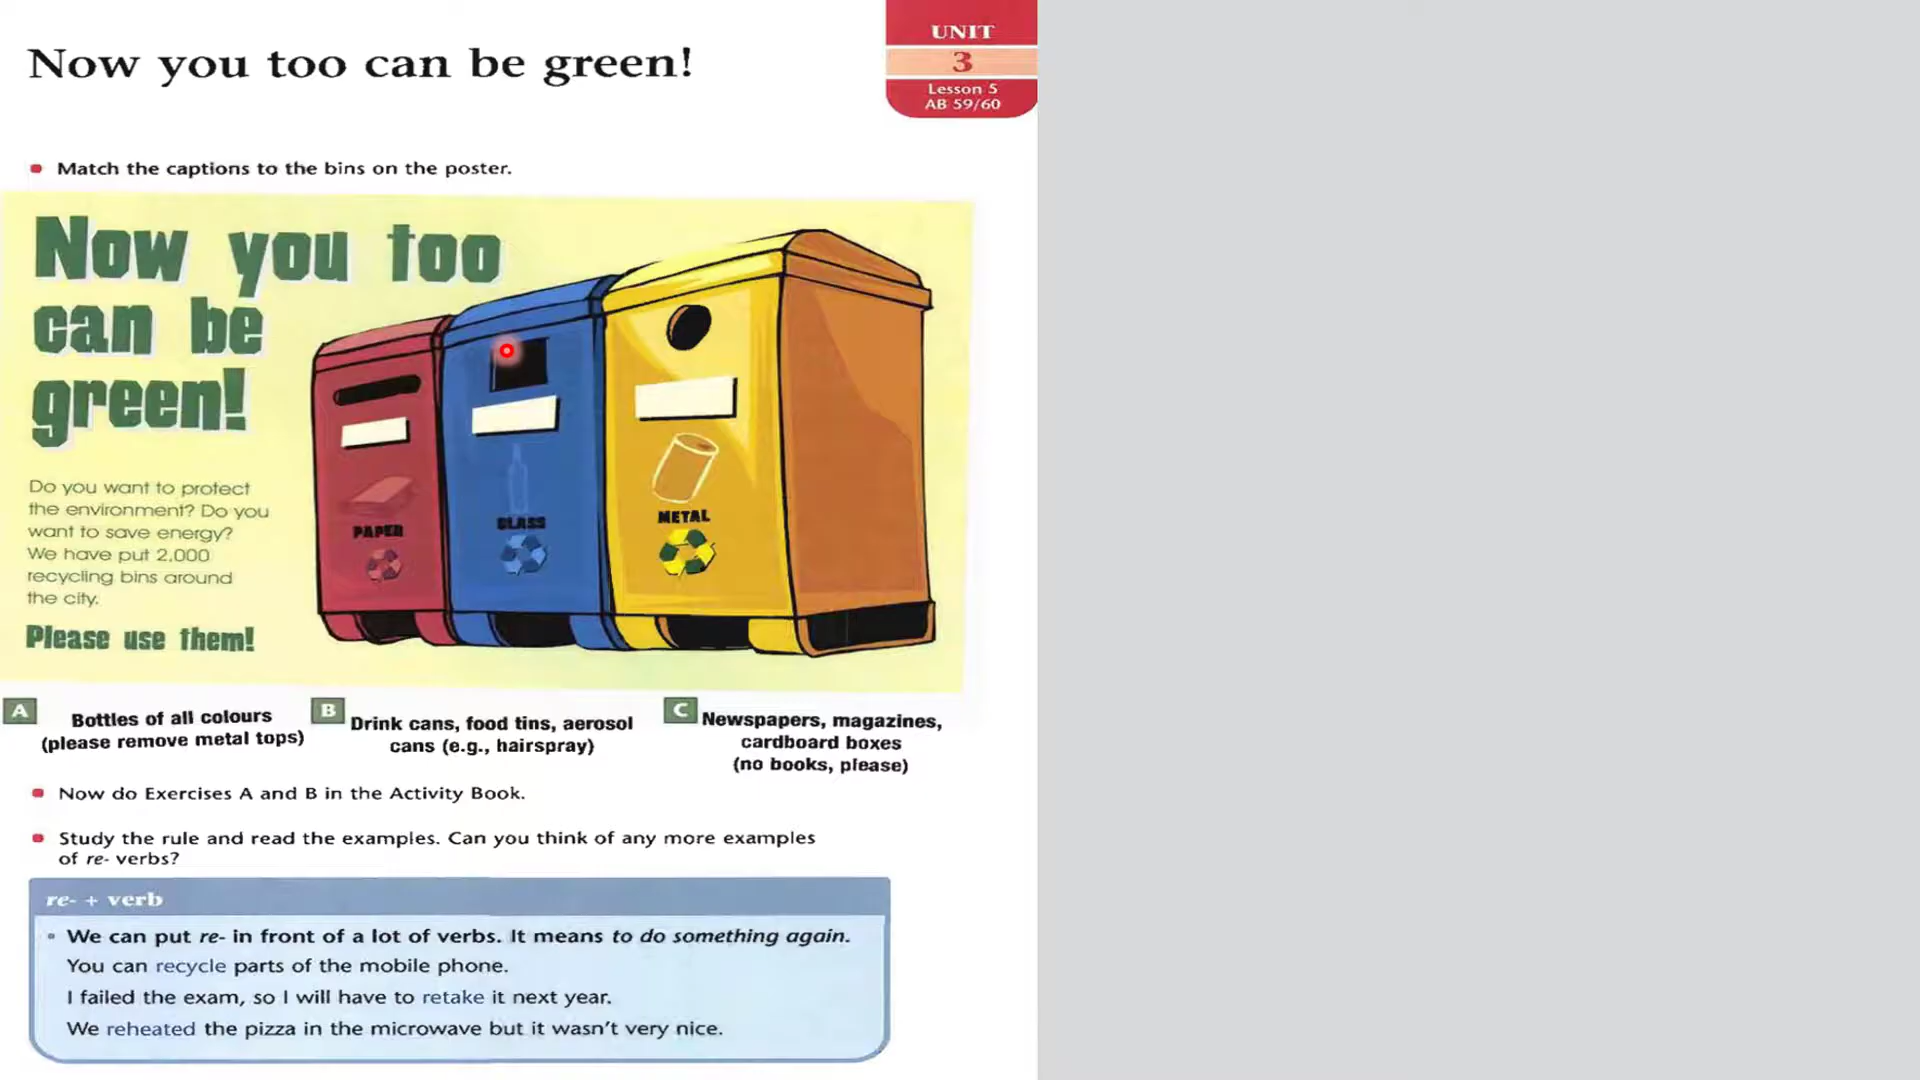 Now you too can be green!
UNIT
3
Lesson 5
AB 59/60
Match the captions to the bins on the poster.
Now you too
can be
green!
Do you want to protect
the environment? Do you
want to save energy?
We have put 2,000
recycling bins around
the city.
Please use them!
PAPER
GLASS
METAL
A
Bottles of all colours
(please remove metal tops)
B
Drink cans, food tins, aerosol
cans (e.g., hairspray)
C
Newspapers, magazines,
cardboard boxes
(no books, please)
Now do Exercises A and B in the Activity Book.
Study the rule and read the examples. Can you think of any more examples
of re- verbs?
re- + verb
We can put re- in front of a lot of verbs. It means to do something again.
You can recycle parts of the mobile phone.
I failed the exam, so I will have to retake it next year.
We reheated the pizza in the microwave but it wasn't very nice.